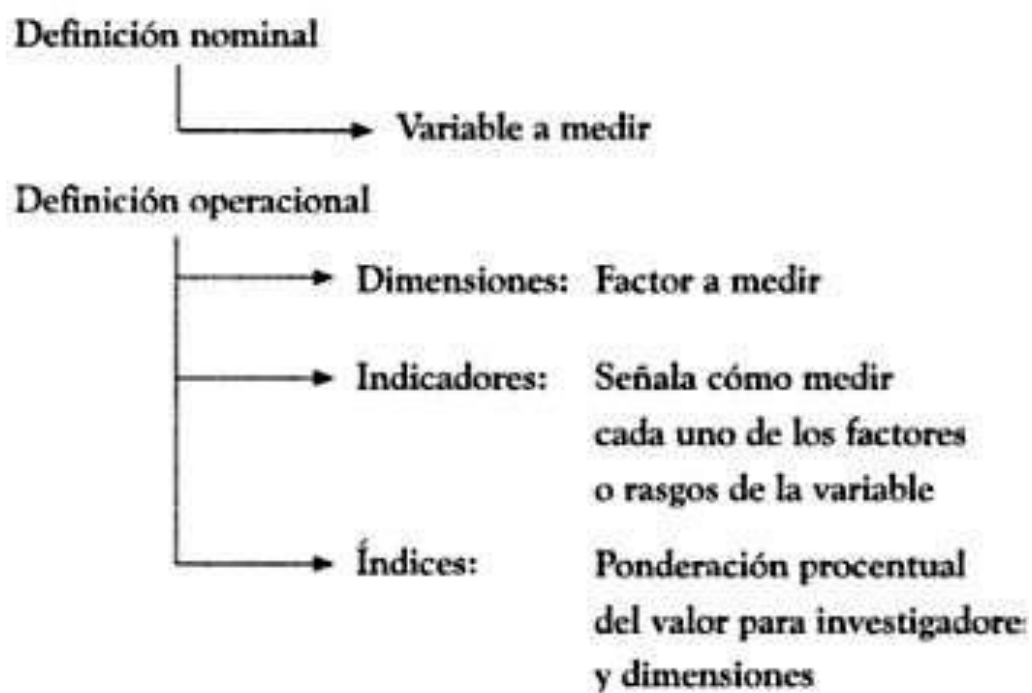 Definición nominal
Variable a medir
Definición operacional
Dimensiones: Factor a medir
Indicadores: Señala cómo medir
cada uno de los factores
o rasgos de la variable
Índices: Ponderación procentual
del valor para investigadore
y dimensiones